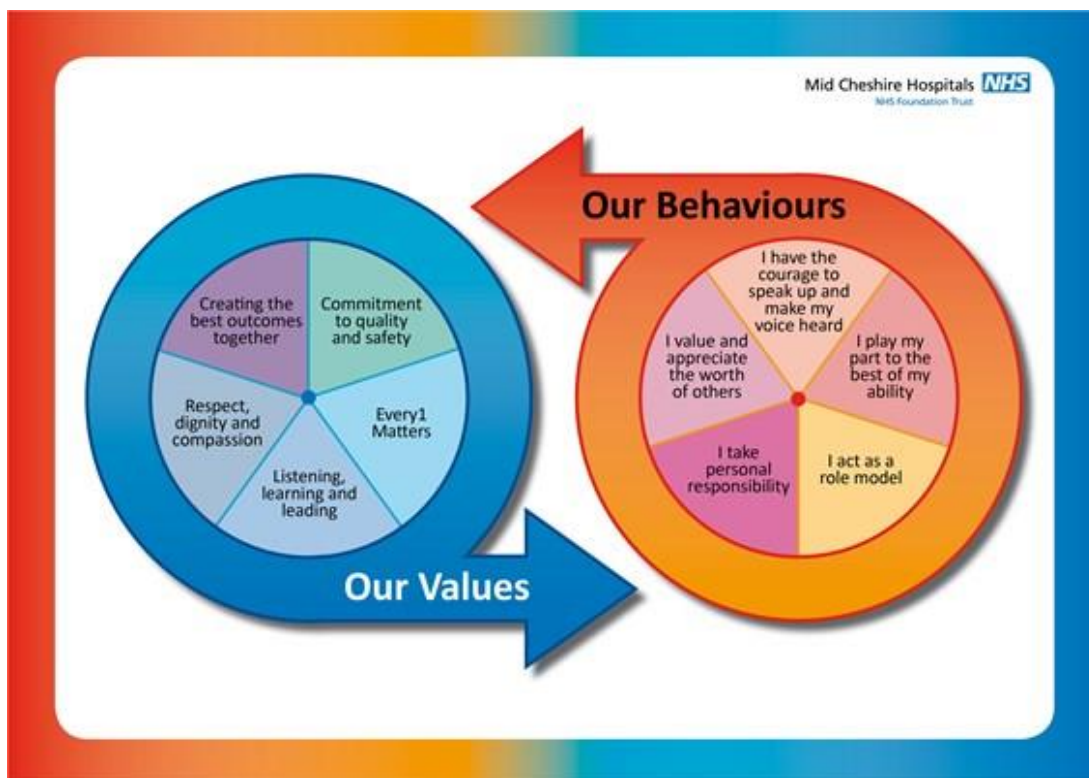 Mid Cheshire Hospitals NHS
NHS Foundation Trust
Our Behaviours
Creating the
best outcomes
together
Commitment
to quality
and safety
Every1
Matters
Listening,
learning and
leading
Respect,
dignity and
compassion
Our Values
I have the
courage to
speak up and
make my
voice heard
I play my
part to the
best of my
ability
I act as a
role model
I take
personal
responsibility
I value and
appreciate
the worth
of others